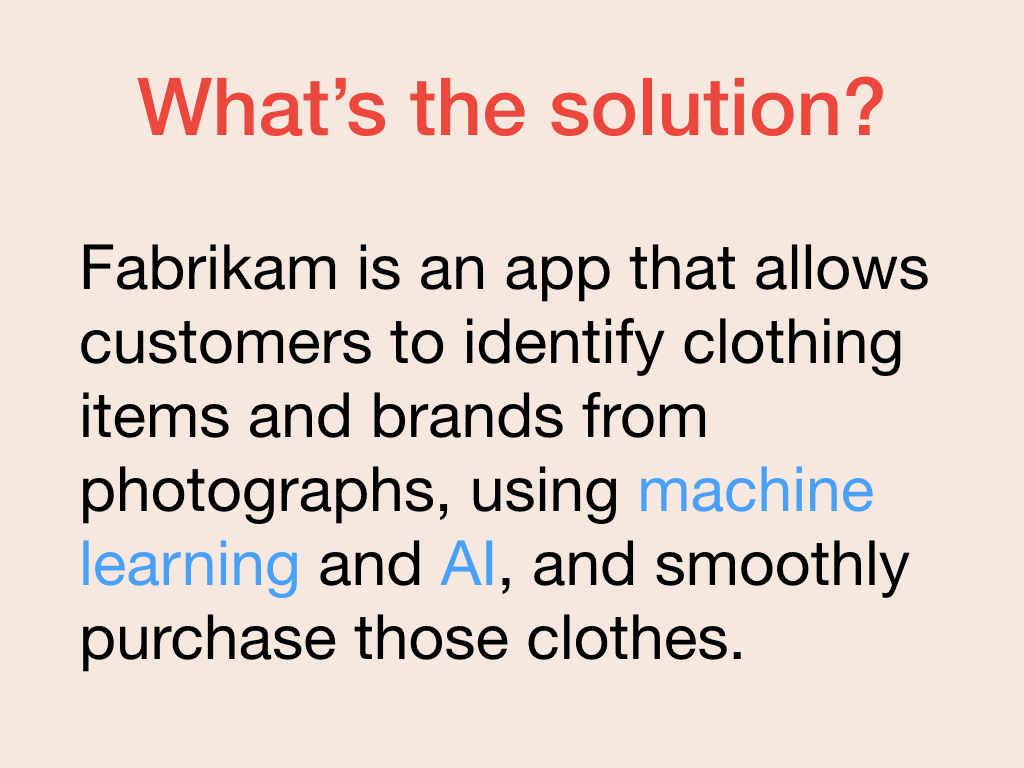 What’s the solution?
Fabrikam is an app that allows
customers to identify clothing
items and brands from
photographs, using machine
learning and AI, and smoothly
purchase those clothes.